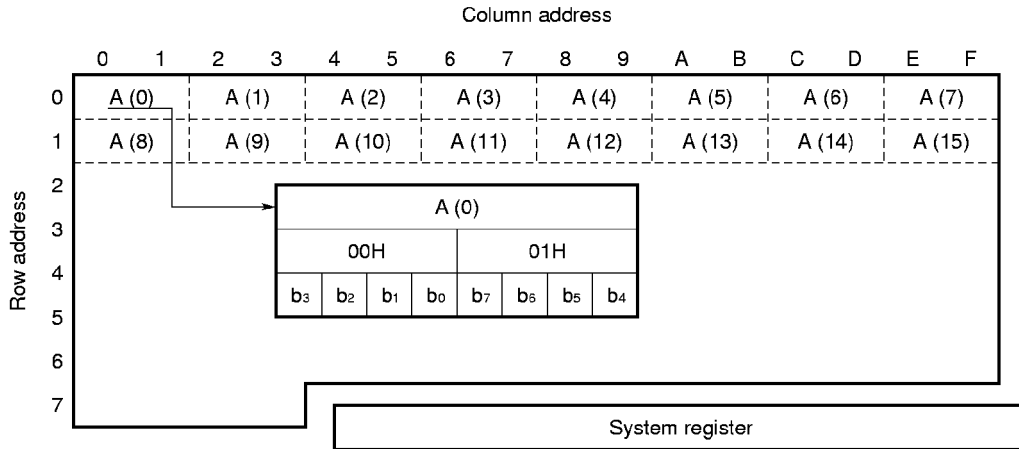 Column address
0 1 2 3 4 5 6 7 8 9 A B C D E F
0 A (0) A (1) A (2) A (3) A (4) A (5) A (6) A (7)
1 A (8) A (9) A (10) A (11) A (12) A (13) A (14) A (15)
2
A (0)
3
00H 01H
4
b3 b2 b1 b0 b7 b6 b5 b4
5
6
7
Row address
System register